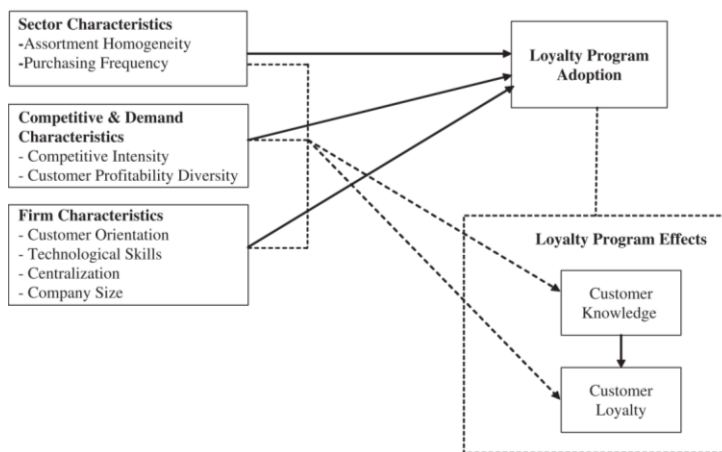 Sector Characteristics
-Assortment Homogeneity
-Purchasing Frequency
Competitive & Demand
Characteristics
- Competitive Intensity
- Customer Profitability Diversity
Firm Characteristics
- Customer Orientation
- Technological Skills
- Centralization
- Company Size
Loyalty Program
Adoption
Loyalty Program Effects
Customer
Knowledge
Customer
Loyalty